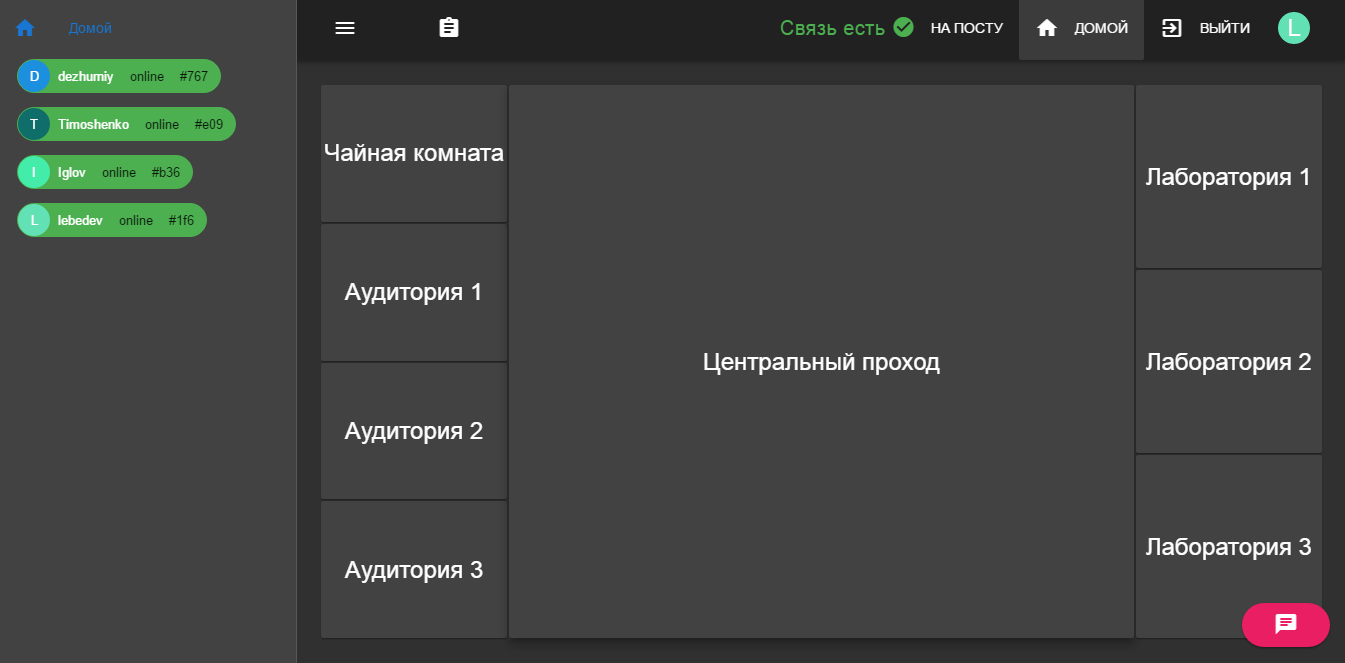 Домой
D dezhurniy online #767
T Timoshenko online #e09
I Iglov online #b36
L lebedev online #1f6
Связь есть НА ПОСТУ ДОМОЙ ВЫЙТИ L
Чайная комната
Аудитория 1
Аудитория 2
Аудитория 3
Центральный проход
Лаборатория 1
Лаборатория 2
Лаборатория 3